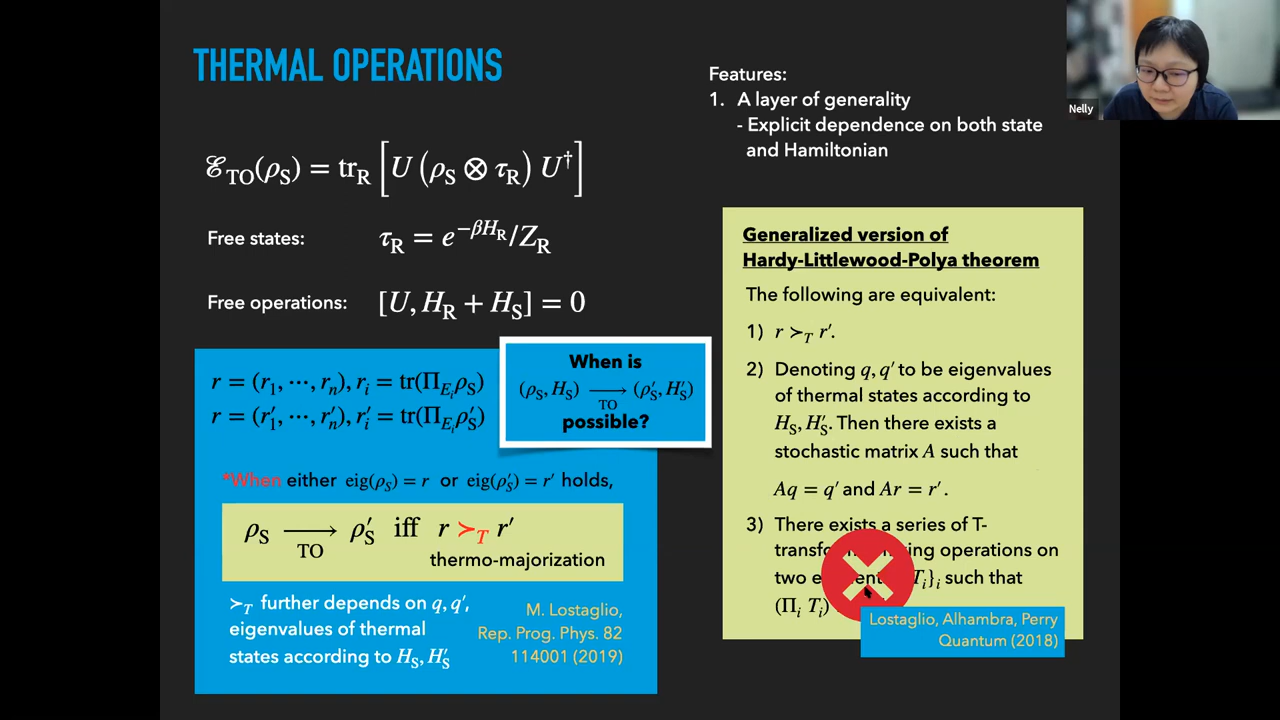 THERMAL OPERATIONS
ℰ_TO(ρ_S) = tr_R [U (ρ_S ⊗ τ_R) U†]
Free states: τ_R = e^{−βH_R}/Z_R
Free operations: [U, H_R + H_S] = 0
r = (r₁, ⋯, r_n), r_i = tr(Π_{E_i} ρ_S)
r = (r′₁, ⋯, r′_n), r′_i = tr(Π_{E_i} ρ′_S)
When is
(ρ_S, H_S) ⟶ (ρ′_S, H′_S)
TO
possible?
*When either eig(ρ_S) = r or eig(ρ′_S) = r′ holds,
ρ_S ⟶ ρ′_S iff r ≻_T r′
TO
thermo-majorization
≻_T further depends on q, q′,
eigenvalues of thermal
states according to H_S, H′_S
M. Lostaglio,
Rep. Prog. Phys. 82
114001 (2019)
Features:
1. A layer of generality
- Explicit dependence on both state
and Hamiltonian
Nelly
Generalized version of
Hardy-Littlewood-Polya theorem
The following are equivalent:
1) r ≻_T r′.
2) Denoting q, q′ to be eigenvalues
of thermal states according to
H_S, H′_S. Then there exists a
stochastic matrix A such that
Aq = q′ and Ar = r′.
3) There exists a series of T-
operations on
two T_i}_i such that
(Π_i T_i)
Lostaglio, Alhambra, Perry
Quantum (2018)